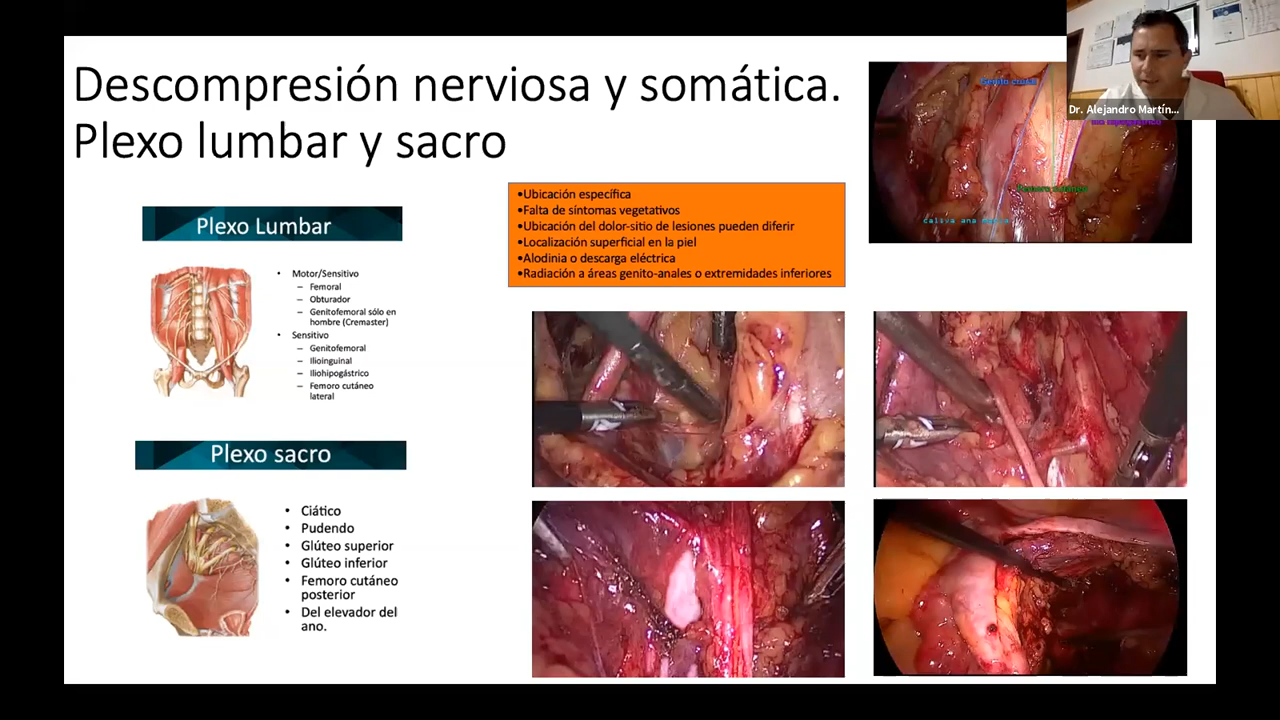 Descompresión nerviosa y somática.
Plexo lumbar y sacro
Dr. Alejandro Martín...
•Ubicación específica
•Falta de síntomas vegetativos
•Ubicación del dolor-sitio de lesiones pueden diferir
•Localización superficial en la piel
•Alodinia o descarga eléctrica
•Radiación a áreas genito-anales o extremidades inferiores
Plexo Lumbar
• Motor/Sensitivo
– Femoral
– Obturador
– Genitofemoral sólo en
hombre (Cremaster)
• Sensitivo
– Genitofemoral
– Ilioinguinal
– Iliohipogástrico
– Femoro cutáneo
lateral
Plexo sacro
• Ciático
• Pudendo
• Glúteo superior
• Glúteo inferior
• Femoro cutáneo
posterior
• Del elevador del
ano.